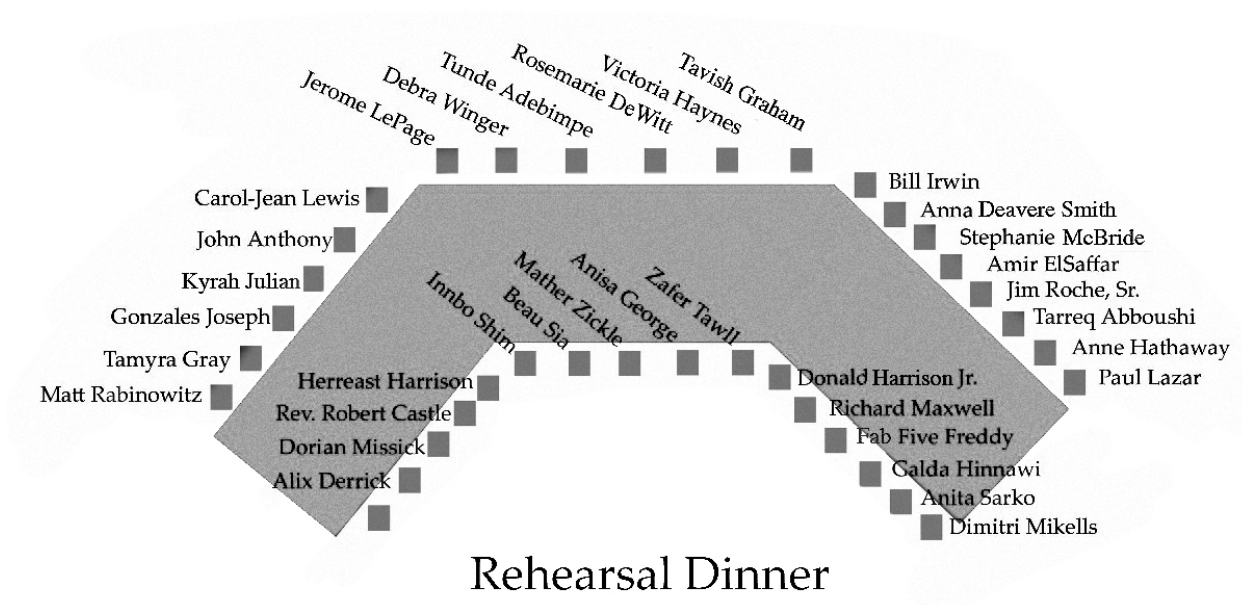 Jerome LePage
Debra Winger
Tunde Adebimpe
Rosemarie DeWitt
Victoria Haynes
Tavish Graham
Carol-Jean Lewis
John Anthony
Kyrah Julian
Gonzales Joseph
Tamyra Gray
Matt Rabinowitz
Bill Irwin
Anna Deavere Smith
Stephanie McBride
Amir ElSaffar
Jim Roche, Sr.
Tarreq Abboushi
Anne Hathaway
Paul Lazar
Innbo Shim
Beau Sia
Mather Zickle
Anisa George
Zafer Tawll
Herreast Harrison
Rev. Robert Castle
Dorian Missick
Alix Derrick
Donald Harrison Jr.
Richard Maxwell
Fab Five Freddy
Galda Hinnawi
Anita Sarko
Dimitri Mikells
Rehearsal Dinner